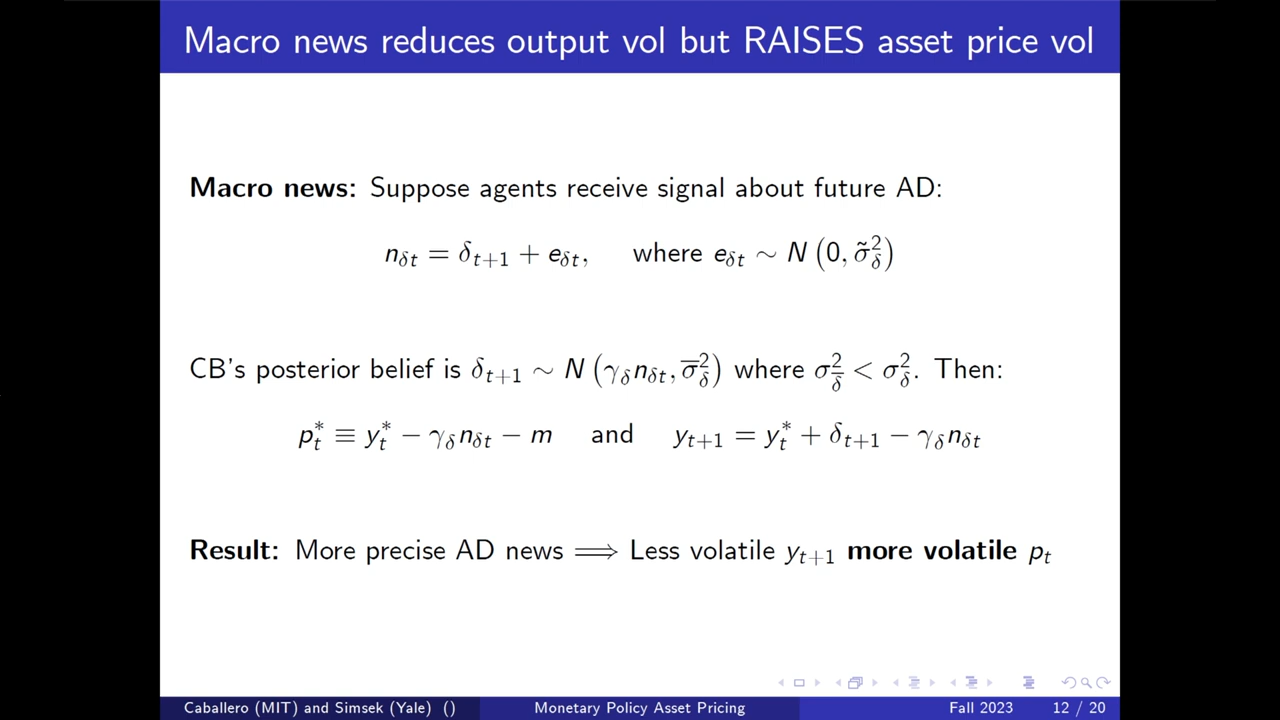 Macro news reduces output vol but RAISES asset price vol
Macro news: Suppose agents receive signal about future AD:
n_{δt} = δ_{t+1} + e_{δt}, where e_{δt} ∼ N(0, σ̃²_δ)
CB's posterior belief is δ_{t+1} ∼ N(γ_δ n_{δt}, σ̅²_δ) where σ²_{δ̅} < σ²_δ. Then:
p*_t ≡ y*_t − γ_δ n_{δt} − m and y_{t+1} = y*_t + δ_{t+1} − γ_δ n_{δt}
Result: More precise AD news ⟹ Less volatile y_{t+1} more volatile p_t
Caballero (MIT) and Simsek (Yale) () Monetary Policy Asset Pricing Fall 2023 12 / 20